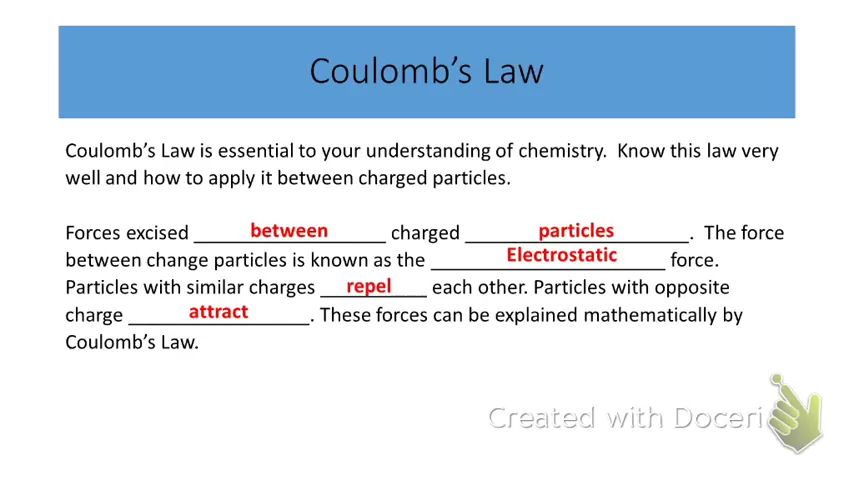 Coulomb's Law
Coulomb's Law is essential to your understanding of chemistry.  Know this law very
well and how to apply it between charged particles.
Forces excised between charged particles.  The force
between change particles is known as the Electrostatic force.
Particles with similar charges repel each other. Particles with opposite
charge attract. These forces can be explained mathematically by
Coulomb's Law.
Created with Doceri